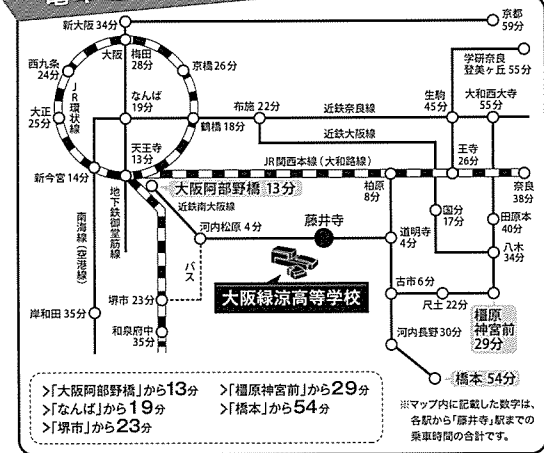 新大阪 34分
京都
59分
大阪
梅田
28分
西九条
24分
京橋 26分
学研奈良
登美ヶ丘 55分
JR環状線
なんば
19分
布施 22分
近鉄奈良線
生駒
45分
大和西大寺
55分
大正
25分
鶴橋 18分
近鉄大阪線
天王寺
13分
王寺
26分
新今宮 14分
JR関西本線(大和路線)
大阪阿部野橋 13分
柏原
8分
奈良
38分
地下鉄御堂筋線
近鉄南大阪線
国分
17分
南海線(空港線)
河内松原 4分
藤井寺
道明寺
4分
田原本
40分
バス
八木
34分
大阪緑涼高等学校
堺市 23分
古市 6分
尺土 22分
岸和田 35分
橿原
神宮前
29分
和泉府中
35分
河内長野 30分
橋本 54分
>「大阪阿部野橋」から13分
>「橿原神宮前」から29分
>「なんば」から19分
>「橋本」から54分
>「堺市」から23分
※マップ内に記載した数字は、
各駅から「藤井寺」駅までの
乗車時間の合計です。